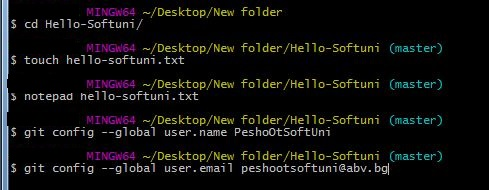 MINGW64 ~/Desktop/New folder
$ cd Hello-Softuni/
MINGW64 ~/Desktop/New folder/Hello-Softuni (master)
$ touch hello-softuni.txt
MINGW64 ~/Desktop/New folder/Hello-Softuni (master)
$ notepad hello-softuni.txt
MINGW64 ~/Desktop/New folder/Hello-Softuni (master)
$ git config --global user.name PeshoOtSoftUni
MINGW64 ~/Desktop/New folder/Hello-Softuni (master)
$ git config --global user.email peshootsoftuni@abv.bg